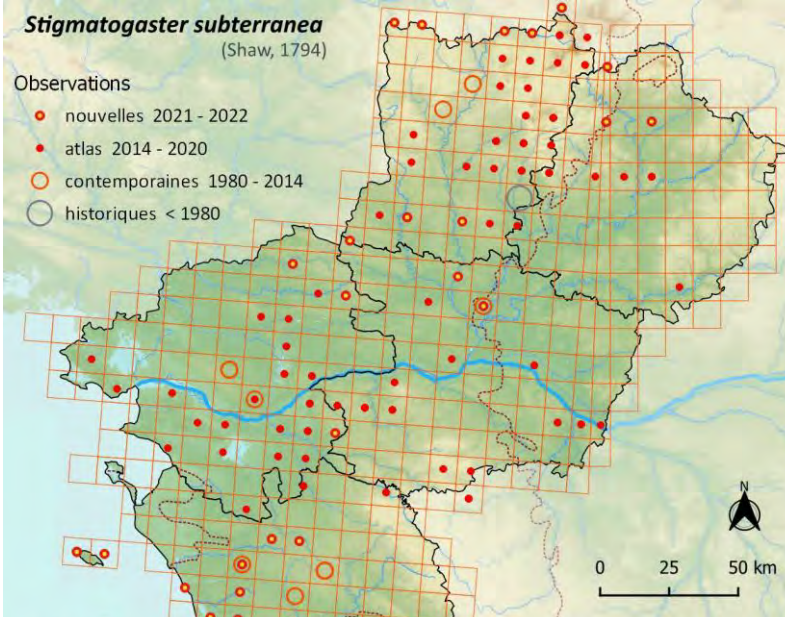 Stigmatogaster subterranea
(Shaw, 1794)
Observations
nouvelles 2021 - 2022
atlas 2014 - 2020
contemporaines 1980 - 2014
historiques < 1980
N
0 25 50 km